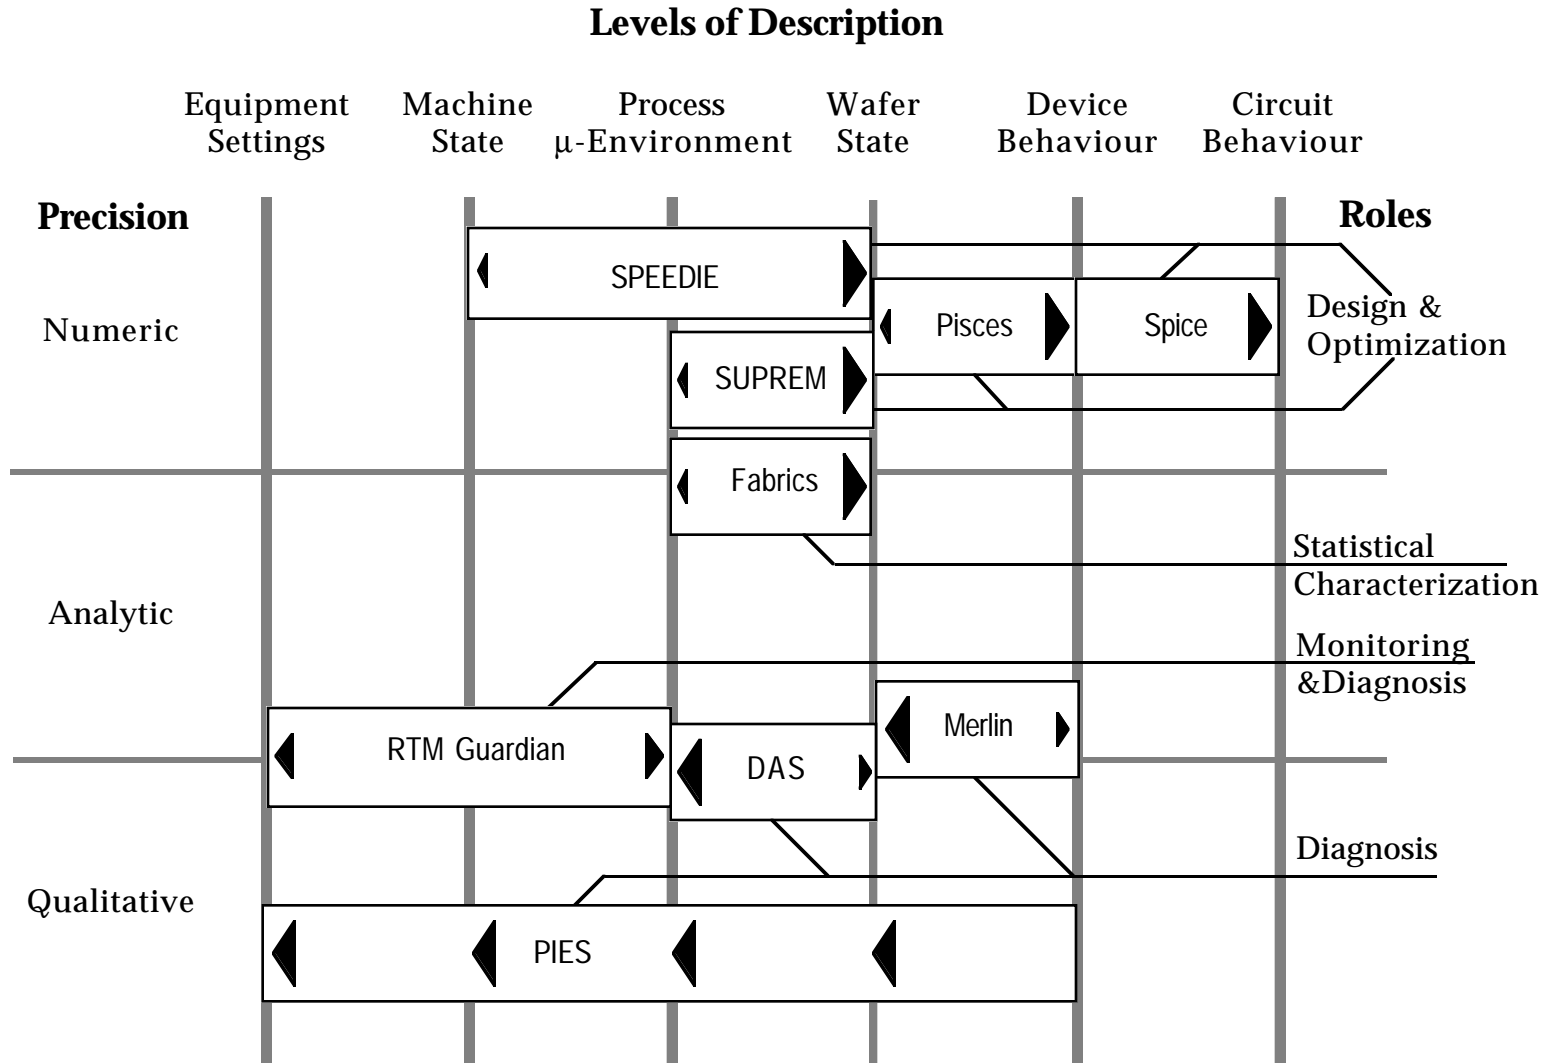 Levels of Description
Equipment
Settings
Machine
State
Process
μ-Environment
Wafer
State
Device
Behaviour
Circuit
Behaviour
Precision
Roles
SPEEDIE
Numeric
Pisces
Spice
Design &
Optimization
SUPREM
Fabrics
Statistical
Characterization
Analytic
Monitoring
&Diagnosis
Merlin
RTM Guardian
DAS
Diagnosis
Qualitative
PIES